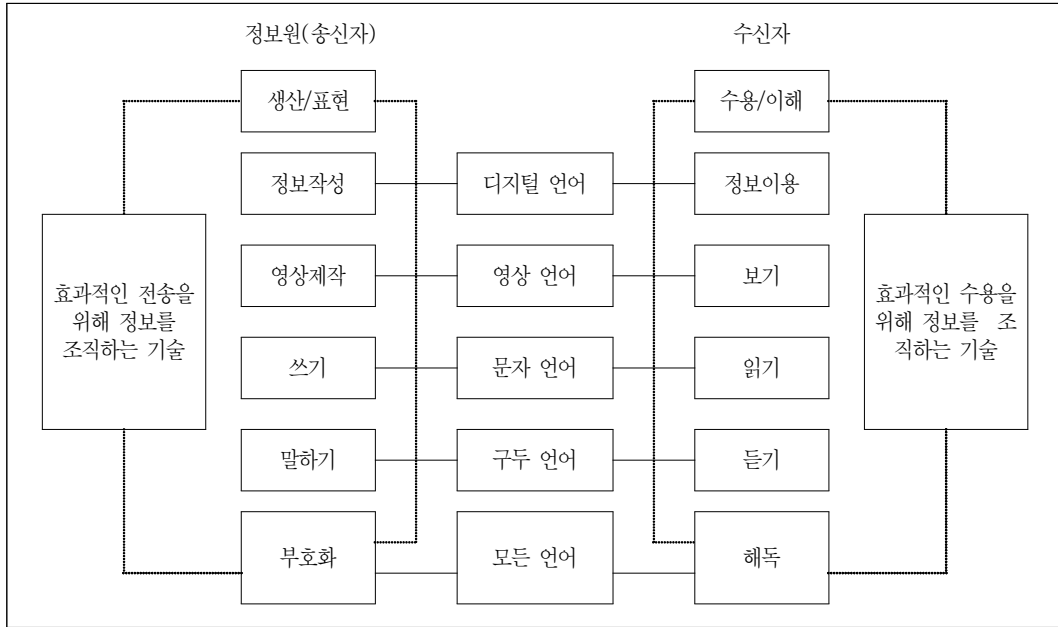 정보원(송신자)
수신자
생산/표현
수용/이해
정보작성
디지털 언어
정보이용
효과적인 전송을
위해 정보를
조직하는 기술
영상제작
영상 언어
보기
효과적인 수용을
위해 정보를 조
직하는 기술
쓰기
문자 언어
읽기
말하기
구두 언어
듣기
부호화
모든 언어
해독